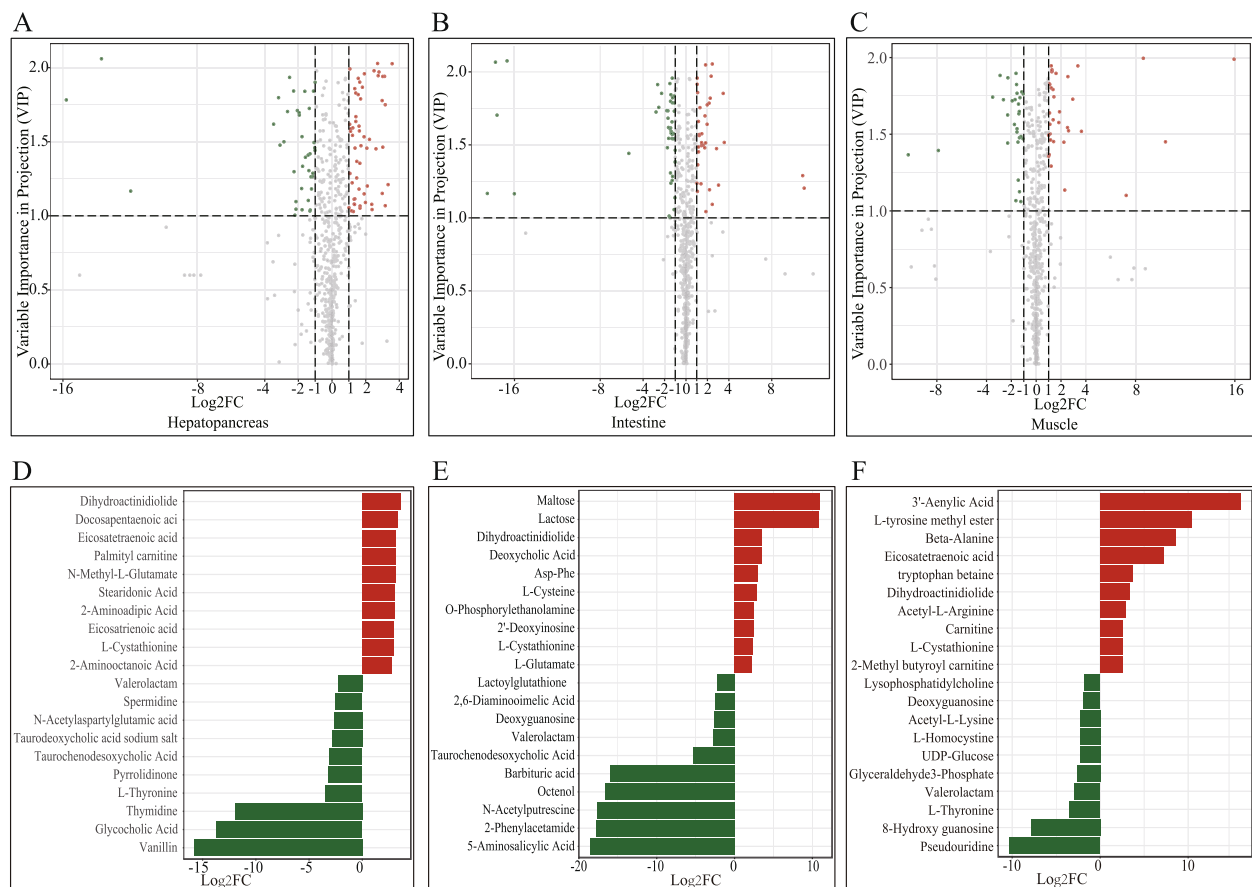 A
B
C
Variable Importance in Projection (VIP)
2.0
1.5
1.0
0.5
0.0
-16 -8 -4 -2 -1 0 1 2 4
Log2FC
Hepatopancreas
Variable Importance in Projection (VIP)
2.0
1.5
1.0
0.5
0.0
-16 -8 -4 -2 -1 0 1 2 4 8
Log2FC
Intestine
Variable Importance in Projection (VIP)
2.0
1.5
1.0
0.5
0.0
-8 -4 -2 -1 0 1 2 4 8 16
Log2FC
Muscle
D
Dihydroactinidiolide
Docosapentaenoic aci
Eicosatetraenoic acid
Palmityl carnitine
N-Methyl-L-Glutamate
Stearidonic Acid
2-Aminoadipic Acid
Eicosatrienoic acid
L-Cystathionine
2-Aminooctanoic Acid
Valerolactam
Spermidine
N-Acetylaspartylglutamic acid
Taurodeoxycholic acid sodium salt
Taurochenodesoxycholic Acid
Pyrrolidinone
L-Thyronine
Thymidine
Glycocholic Acid
Vanillin
-15 -10 -5 0
Log2FC
E
Maltose
Lactose
Dihydroactinidiolide
Deoxycholic Acid
Asp-Phe
L-Cysteine
O-Phosphorylethanolamine
2'-Deoxyinosine
L-Cystathionine
L-Glutamate
Lactoylglutathione
2,6-Diaminooimelic Acid
Deoxyguanosine
Valerolactam
Taurochenodesoxycholic Acid
Barbituric acid
Octenol
N-Acetylputrescine
2-Phenylacetamide
5-Aminosalicylic Acid
-20 -10 0 10
Log2FC
F
3'-Aenylic Acid
L-tyrosine methyl ester
Beta-Alanine
Eicosatetraenoic acid
tryptophan betaine
Dihydroactinidiolide
Acetyl-L-Arginine
Carnitine
L-Cystathionine
2-Methyl butyroyl carnitine
Lysophosphatidylcholine
Deoxyguanosine
Acetyl-L-Lysine
L-Homocystine
UDP-Glucose
Glyceraldehyde3-Phosphate
Valerolactam
L-Thyronine
8-Hydroxy guanosine
Pseudouridine
-10 0 10
Log2FC